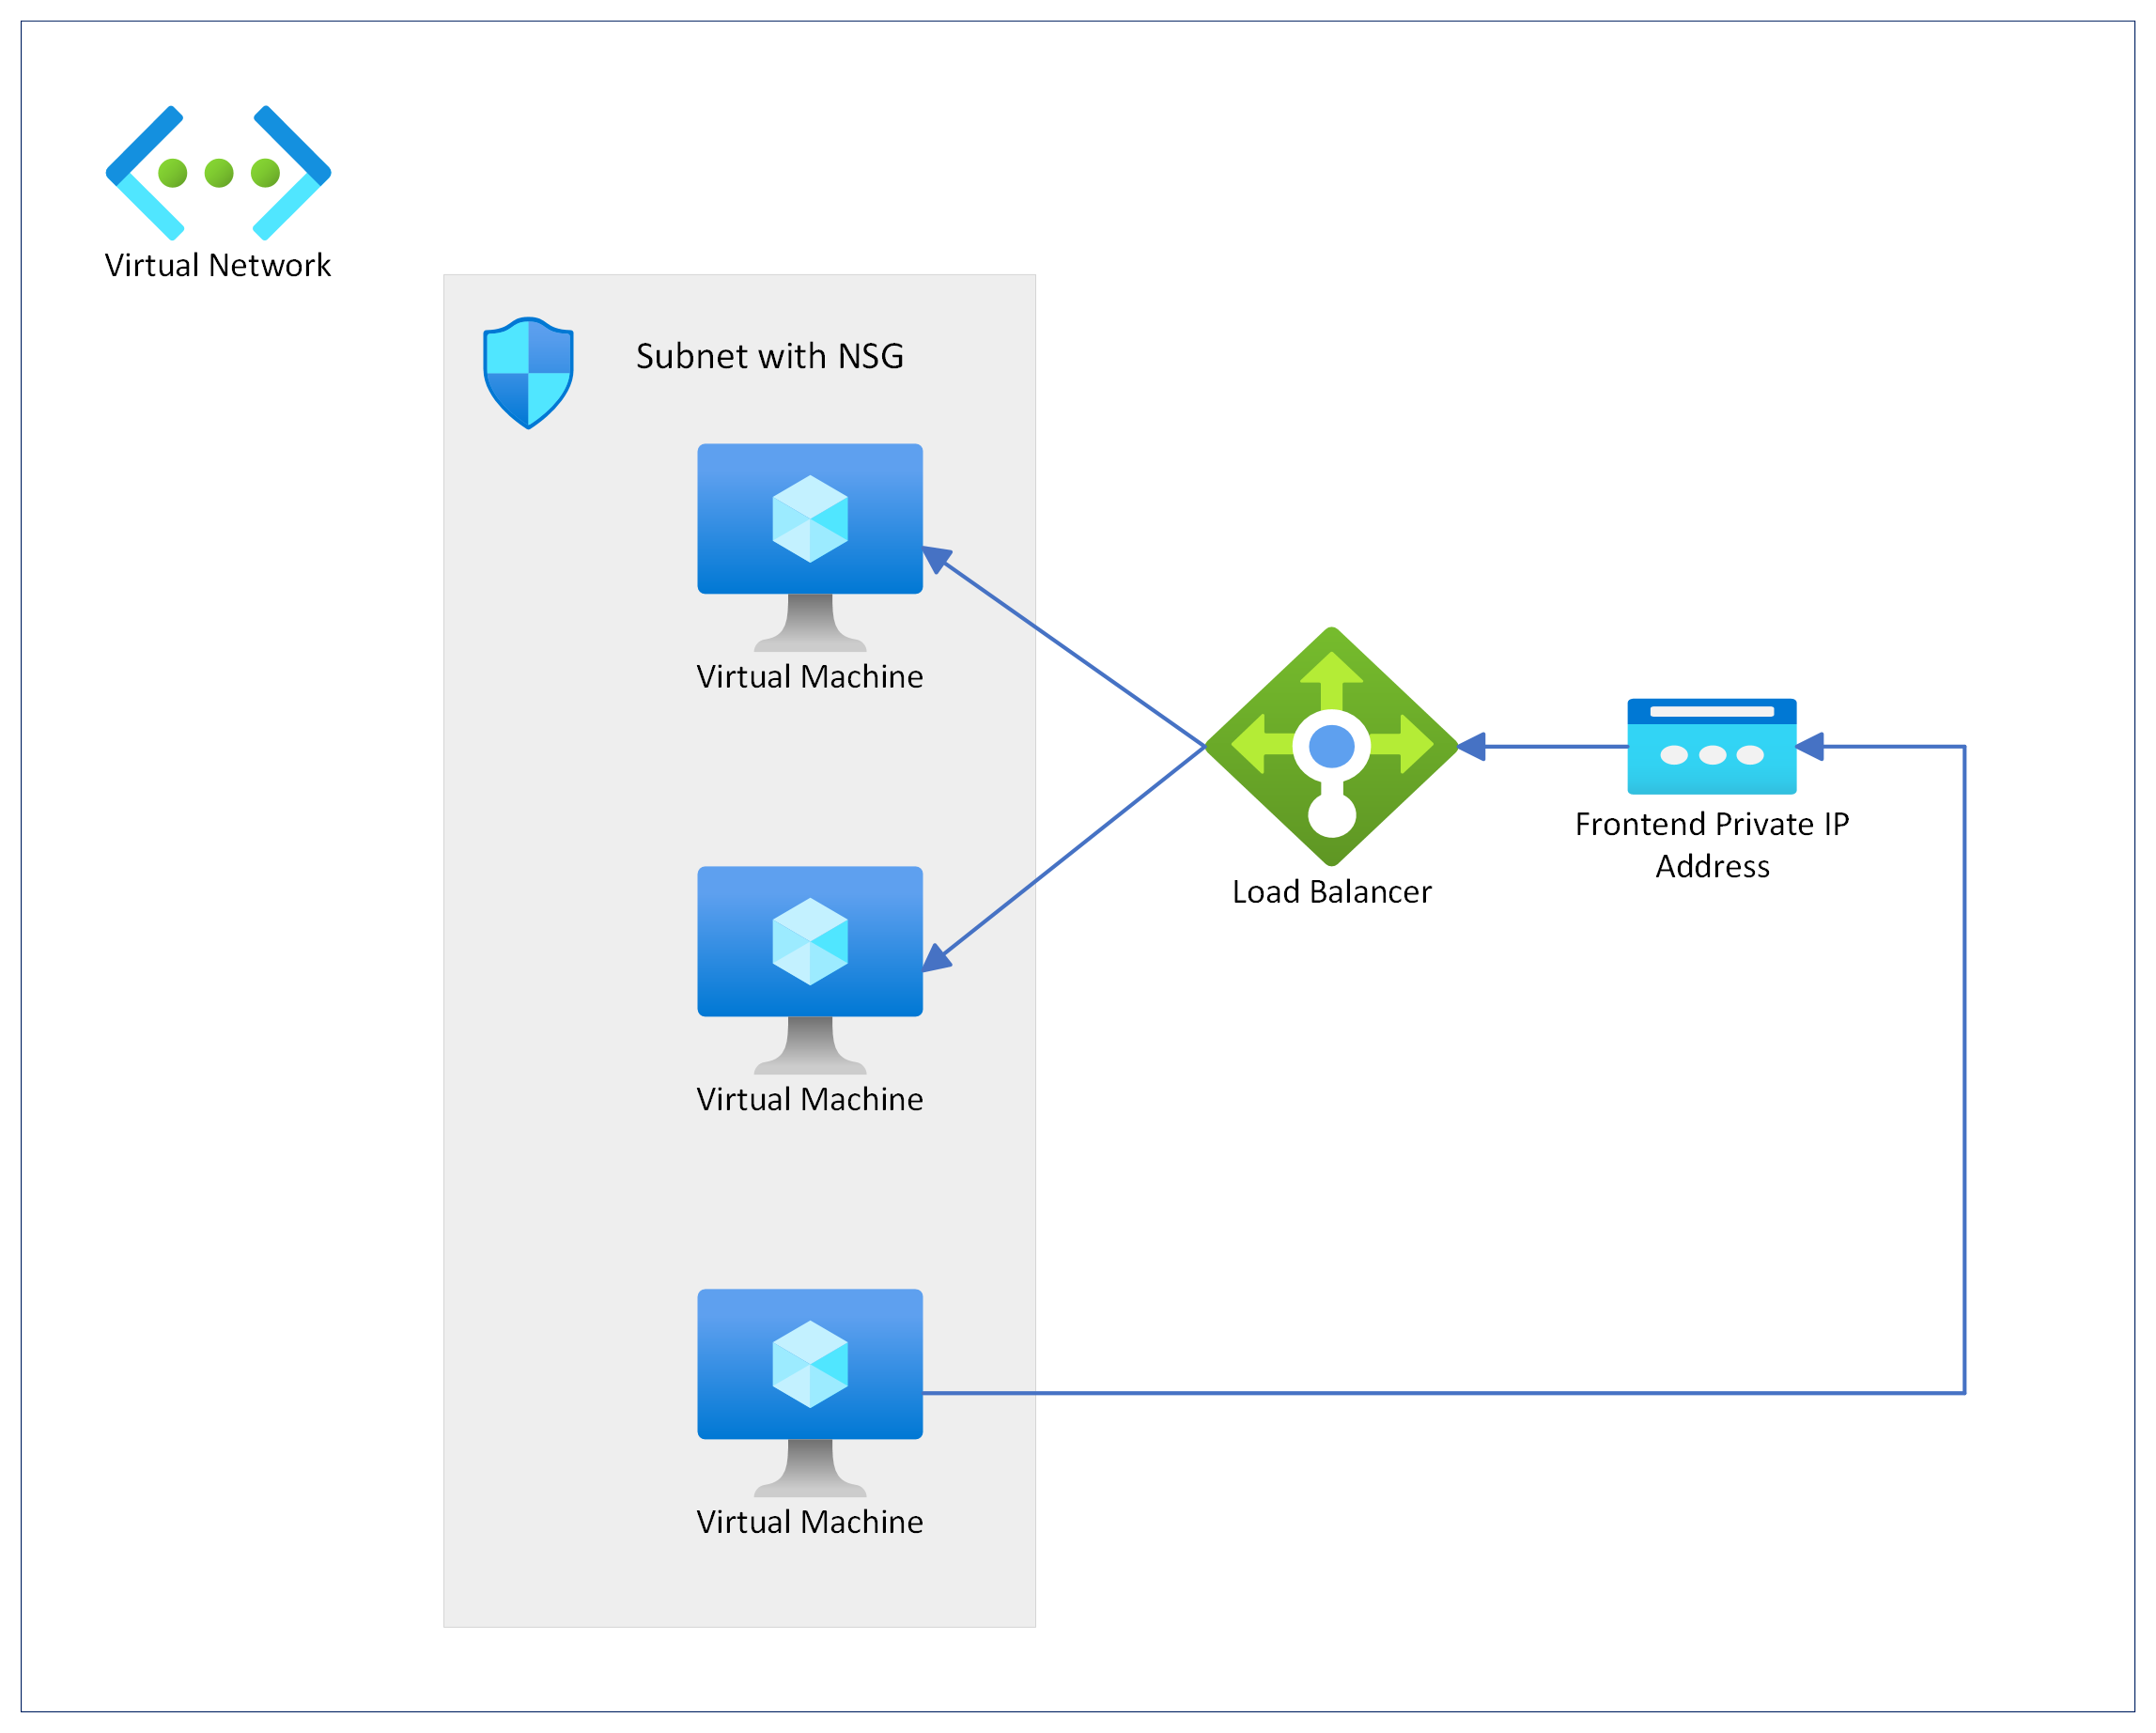 Virtual Network
Subnet with NSG
Virtual Machine
Load Balancer
Frontend Private IP
Address
Virtual Machine
Virtual Machine